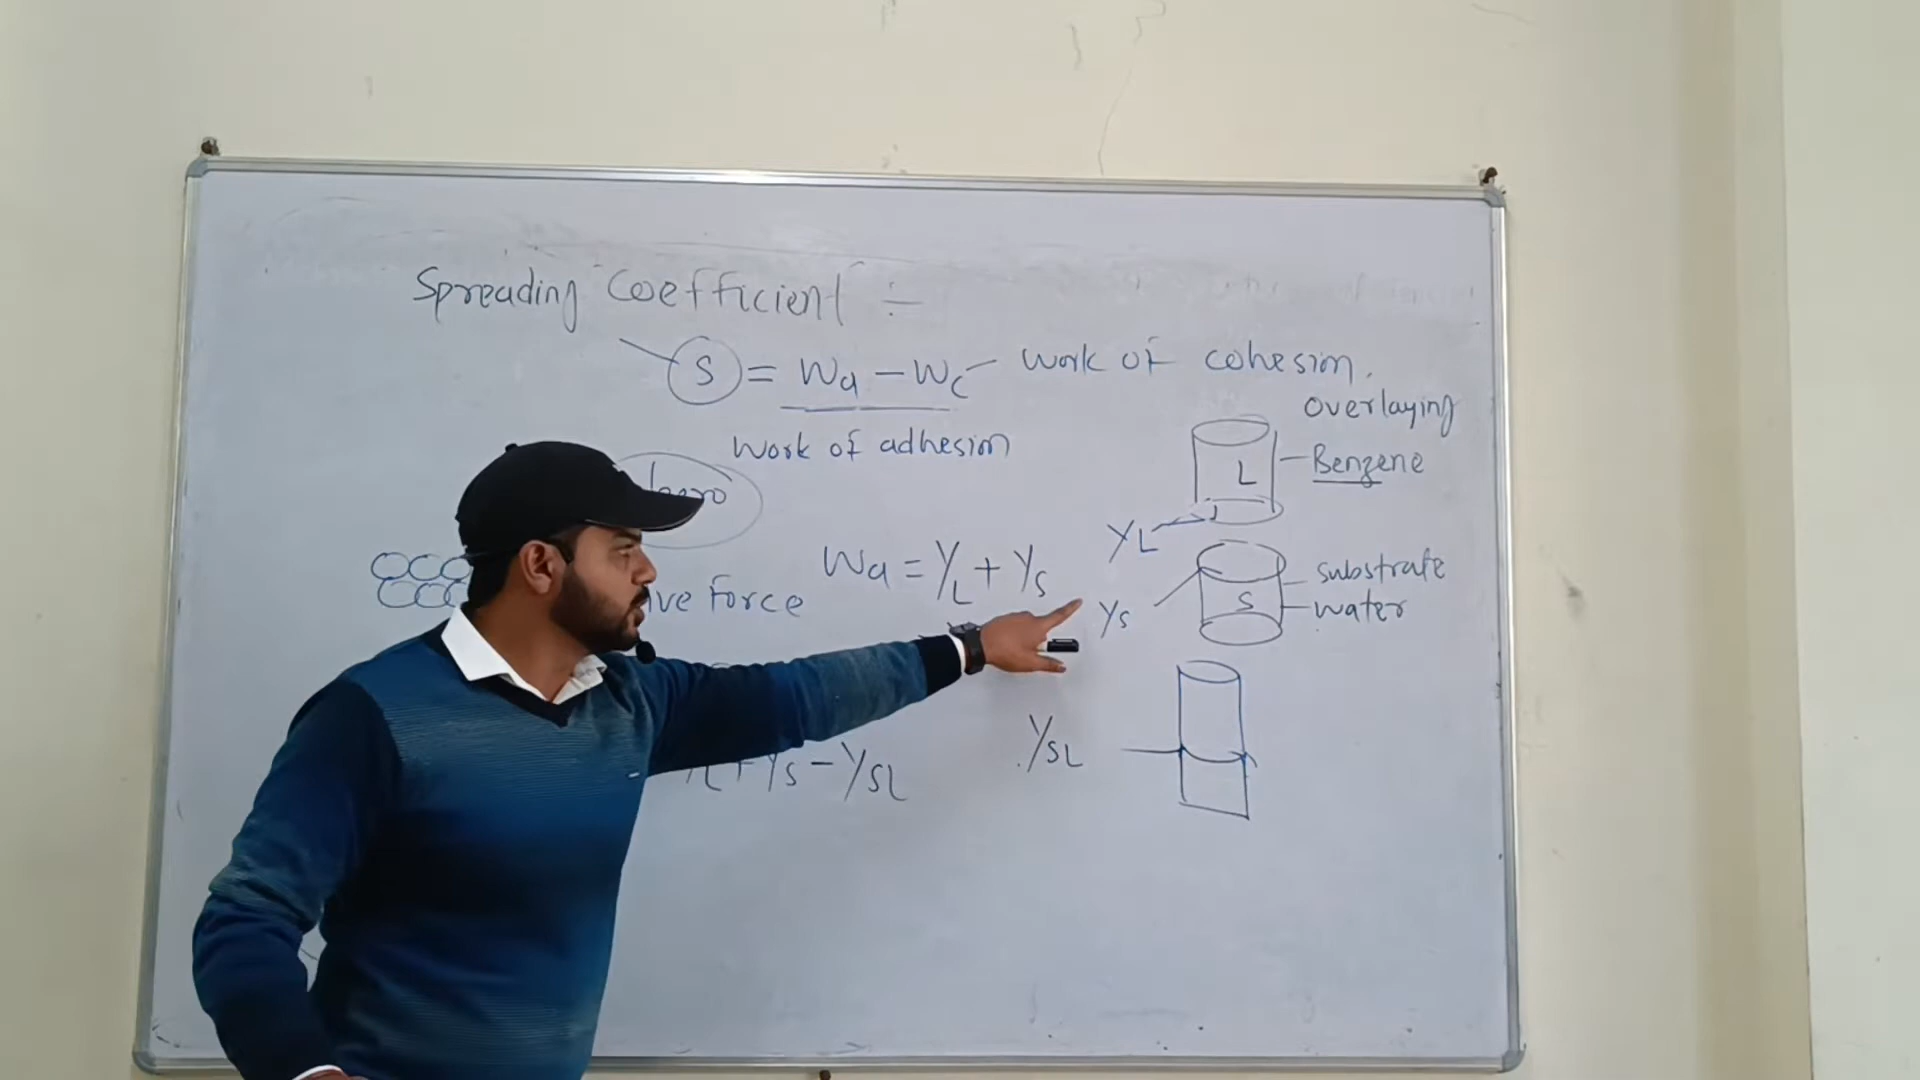 Spreading Coefficient :-
S = Wa - Wc - Work of cohesion.
Work of adhesion
overlaying
Benzene
L
γL
Wa = γL + γS
substrate
water
S
γS
Force
γL + γS - γSL
γSL